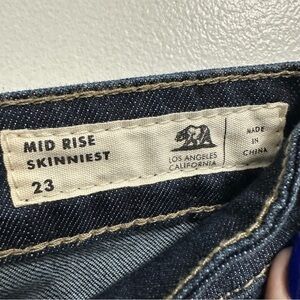 MID RISE
SKINNIEST
23
LOS ANGELES
CALIFORNIA
MADE
IN
CHINA